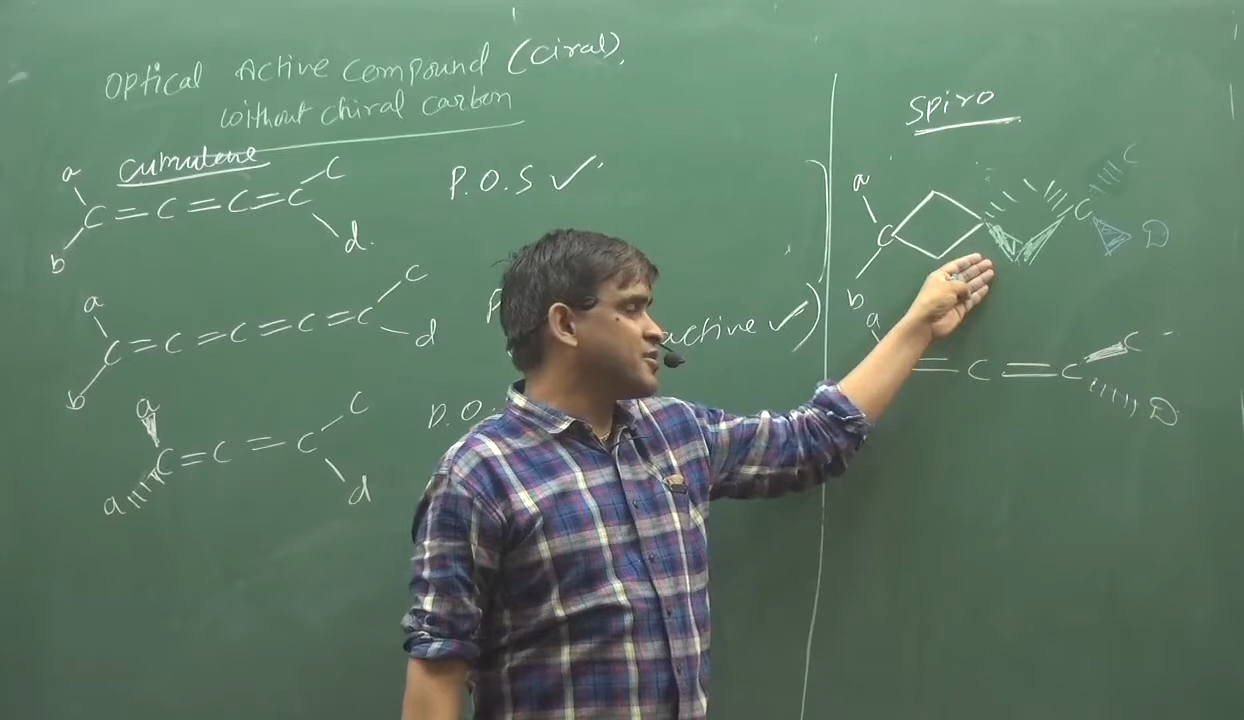 Optical Active Compound (Ciral),
without chiral carbon
Cumulene
a
C = C = C = C
C
b
d.
P.O.S ✓
a
C = C = C = C = C
C
b
d
active ✓)
a
C = C = C
C
a
d
P.O.
Spiro
a
C
b
C
C
D
a
= C = C
C
D